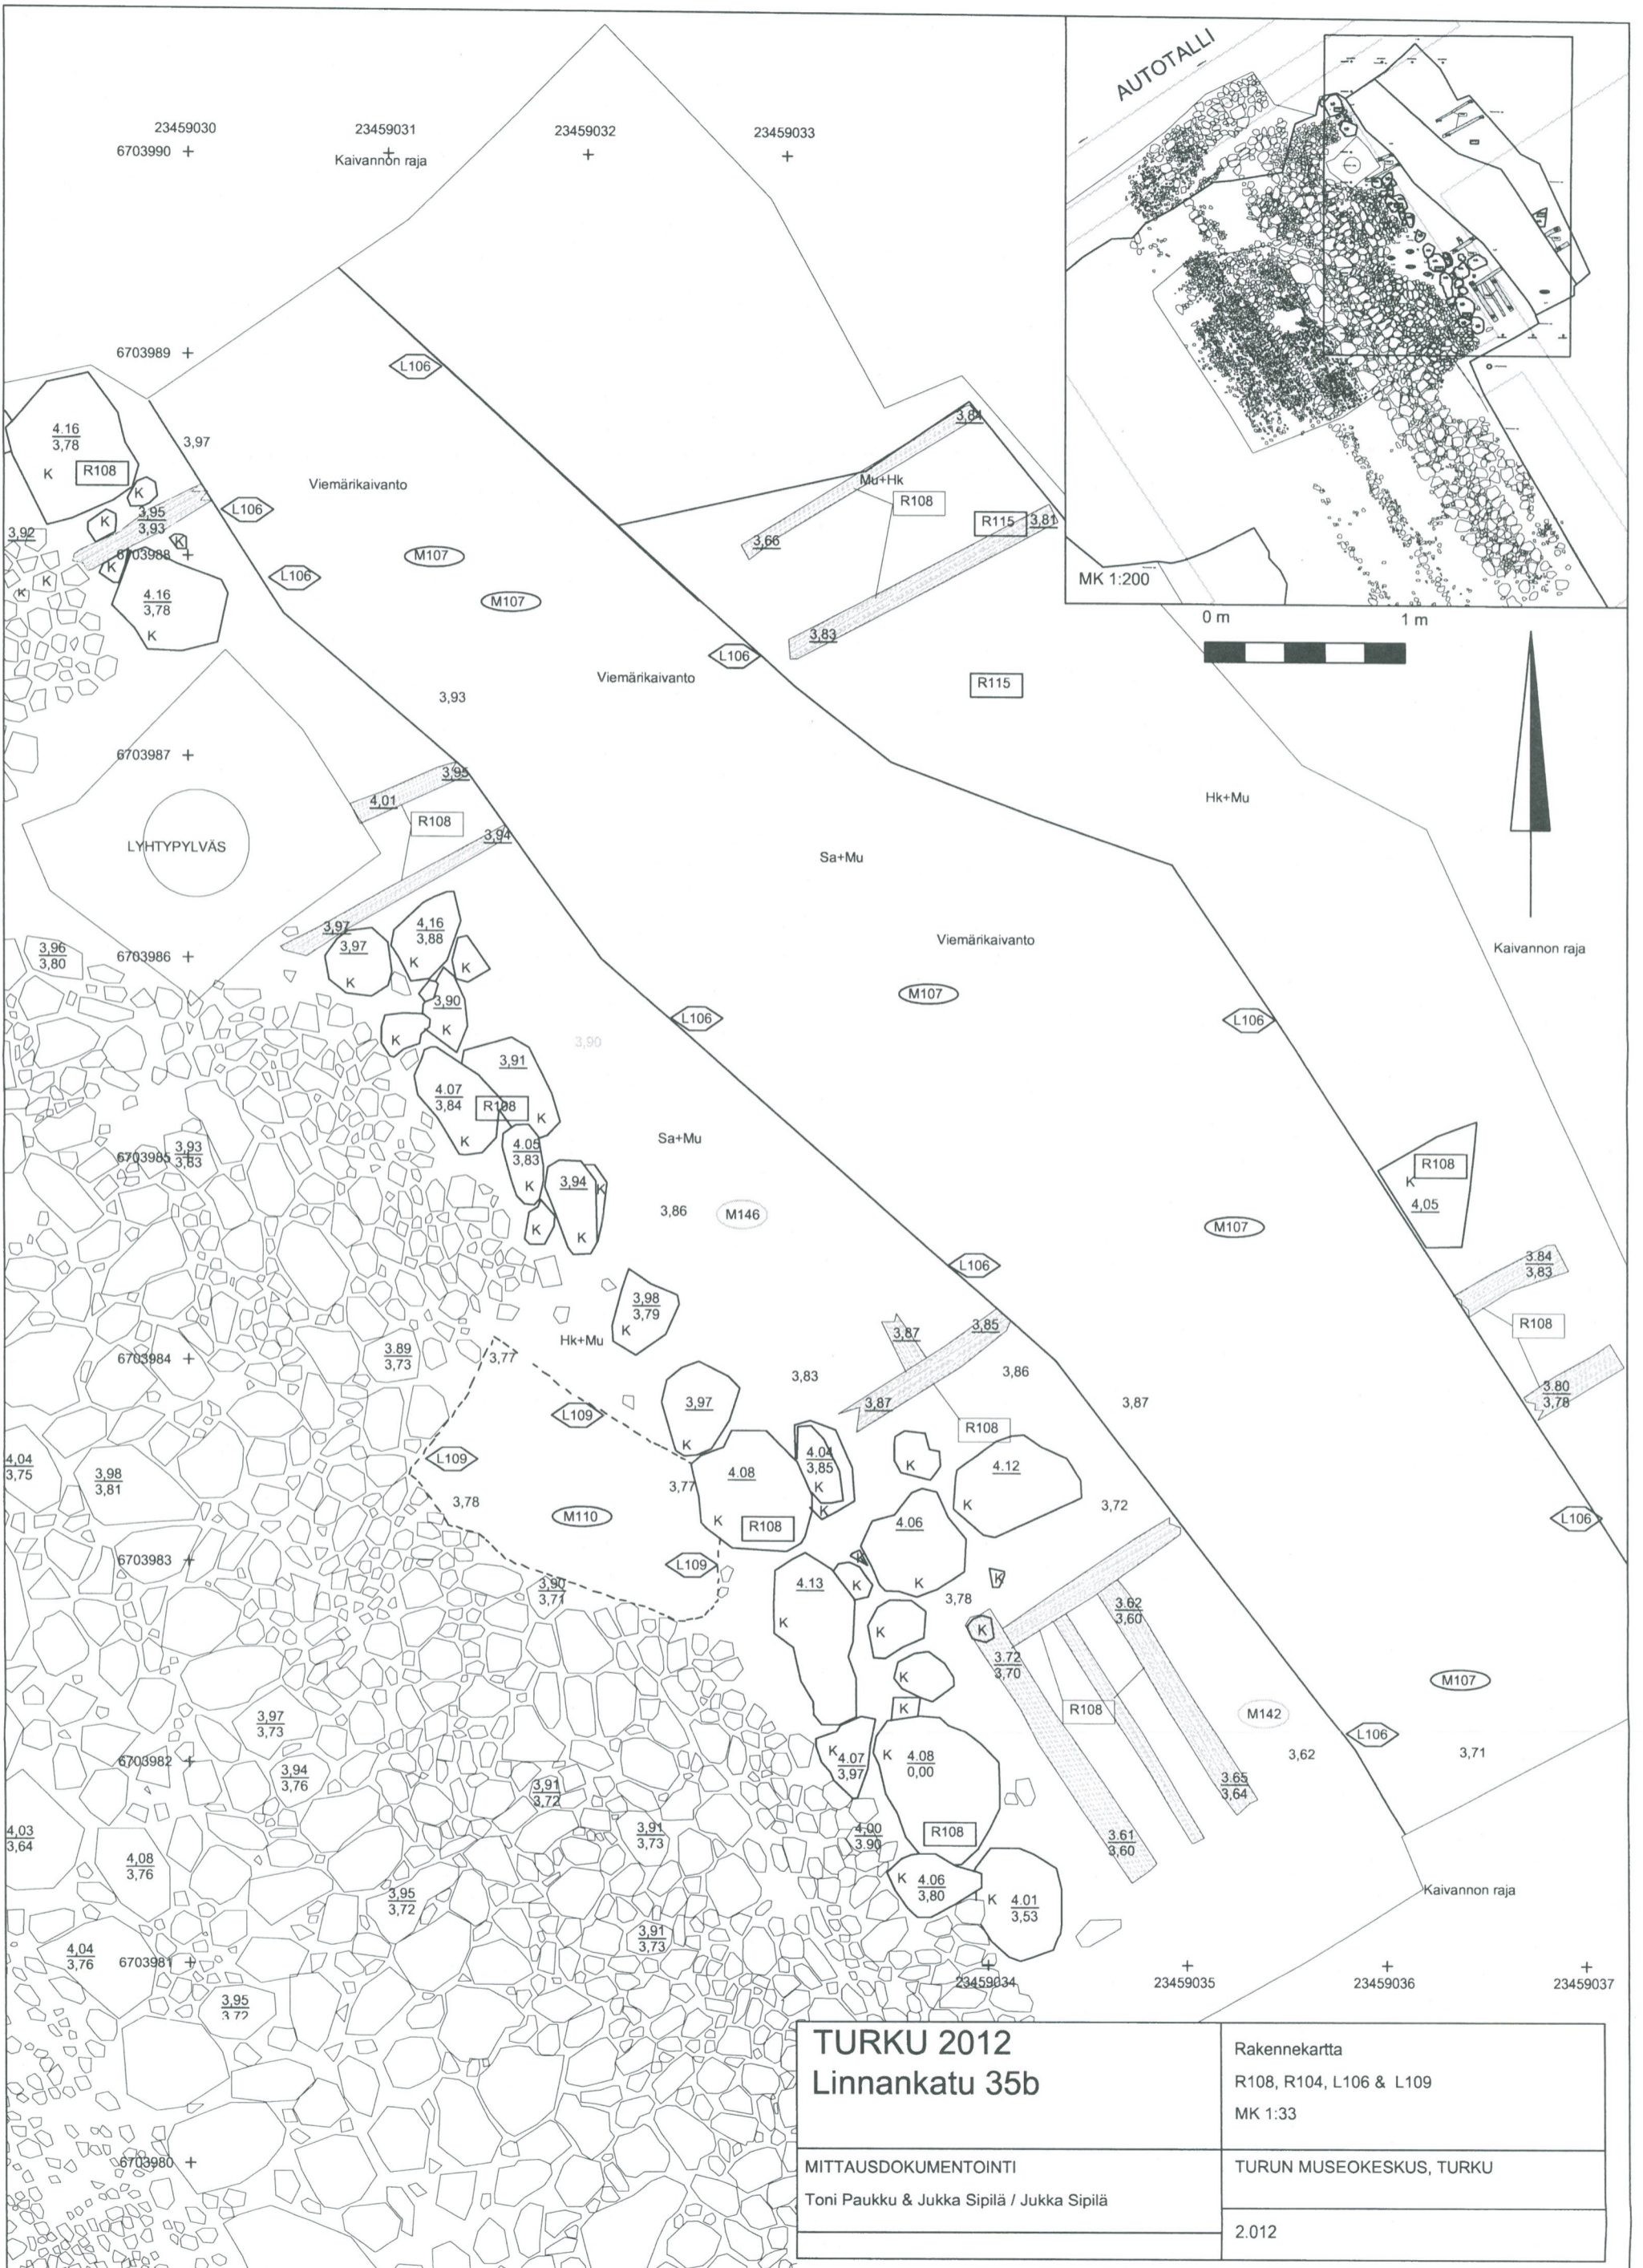 AUTOTALLI
MK 1:200
0 m 1 m
23459030 23459031 23459032 23459033
6703990
Kaivannon raja
6703989
L106
4.16
3,78
K R108
3,97
Viemärikaivanto
3,84
Mu+Hk
R108
K
3,95
3,93
L106
R115 3,81
3,92
K
K
6703988
M107
3,66
K
L106
K
K
4.16
3,78
K
M107
3,83
L106
Viemärikaivanto
R115
3,93
6703987
3,95
4,01
R108
Hk+Mu
3,94
LYHTYPYLVÄS
Sa+Mu
3,97
4,16
3,88
K
3,97
K
K
3,96
3,80
6703986
Viemärikaivanto
Kaivannon raja
M107
3,90
K
K
L106
L106
3,90
3,91
K
4.07
3,84
K
R108
Sa+Mu
4.05
3,83
K
3,93
3,83
6703985
3,94
K
K
K
R108
K
4,05
3,86
M146
M107
L106
3.84
3,83
3,98
3,79
K
Hk+Mu
3,87
3,85
R108
3.89
3,73
6703984
3,77
3,83
3,86
3,97
K
3,87
3,87
3.80
3,78
L109
R108
L109
4,04
3,75
3,98
3,81
4.08
K
R108
4.04
3,85
K
K
K
4.12
K
3,77
3,78
M110
3,72
L106
4.06
K
6703983
L109
K
4.13
K
K
K
3,90
3,71
3,78
3.62
3,60
K
K
3.72
3,70
K
R108
M107
K
3,97
3,73
M142
L106
6703982
K
4.07
3,97
K
4.08
0,00
3,62
3,71
3,94
3,76
3,91
3,72
3.65
3,64
4,03
3,64
3,91
3,73
4,00
3.90
R108
3.61
3,60
4,08
3,76
K
4.06
3,80
Kaivannon raja
3,95
3,72
K
4.01
3,53
3,91
3,73
4,04
3,76
6703981
23459034 23459035 23459036 23459037
3,95
3,72
6703980
TURKU 2012
Linnankatu 35b
Rakennekartta
R108, R104, L106 & L109
MK 1:33
MITTAUSDOKUMENTOINTI
Toni Paukku & Jukka Sipilä / Jukka Sipilä
TURUN MUSEOKESKUS, TURKU
2.012